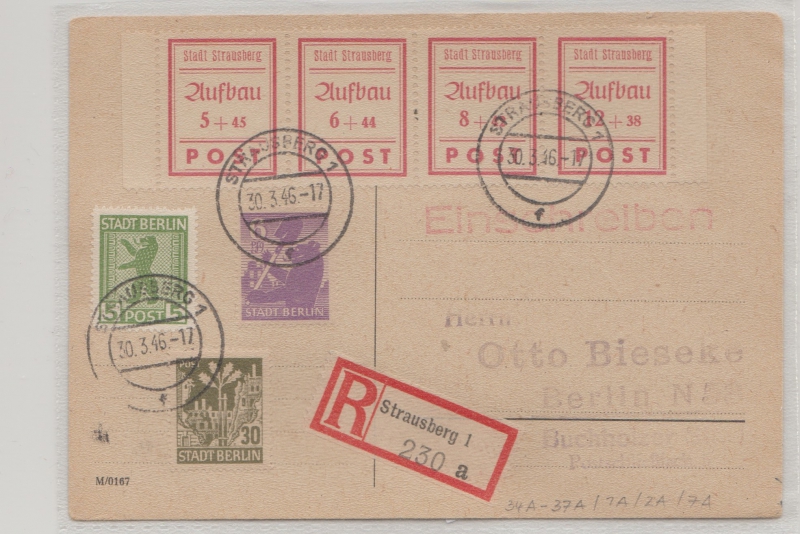 Stadt Strausberg
Aufbau
5 + 45
POST
Stadt Strausberg
Aufbau
6 + 44
POST
Stadt Strausberg
Aufbau
8 +
POST
Stadt Strausberg
Aufbau
12 + 38
POST
STRAUSBERG 1
30.3.46.-17
f
STRAUSBERG 1
30.3.46.-17
f
Einschreiben
STADT BERLIN
5 POST 5
STRAUSBERG 1
30.3.46.-17
f
STADT BERLIN
Herrn
Otto Bieseke
Berlin N
R
Strausberg 1
230 a
30
STADT BERLIN
M/0167
34A-37A/1A/2A/7A